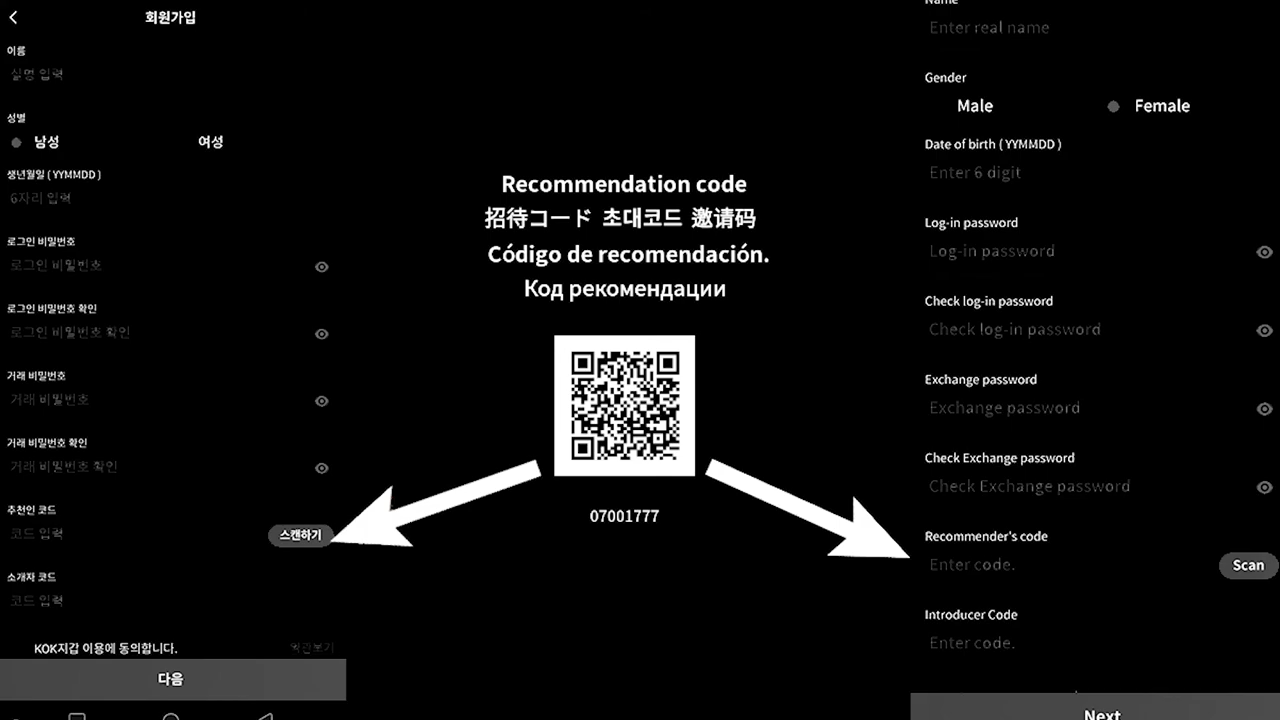 회원가입
이름
실명 입력
성별
남성
여성
생년월일 ( YYMMDD )
6자리 입력
로그인 비밀번호
로그인 비밀번호
로그인 비밀번호 확인
로그인 비밀번호 확인
거래 비밀번호
거래 비밀번호
거래 비밀번호 확인
거래 비밀번호 확인
추천인 코드
코드 입력
스캔하기
소개자 코드
코드 입력
KOK지갑 이용에 동의합니다.
약관보기
다음
Recommendation code
招待コード 초대코드 邀请码
Código de recomendación.
Код рекомендации
07001777
Name
Enter real name
Gender
Male
Female
Date of birth ( YYMMDD )
Enter 6 digit
Log-in password
Log-in password
Check log-in password
Check log-in password
Exchange password
Exchange password
Check Exchange password
Check Exchange password
Recommender's code
Enter code.
Scan
Introducer Code
Enter code.
Next